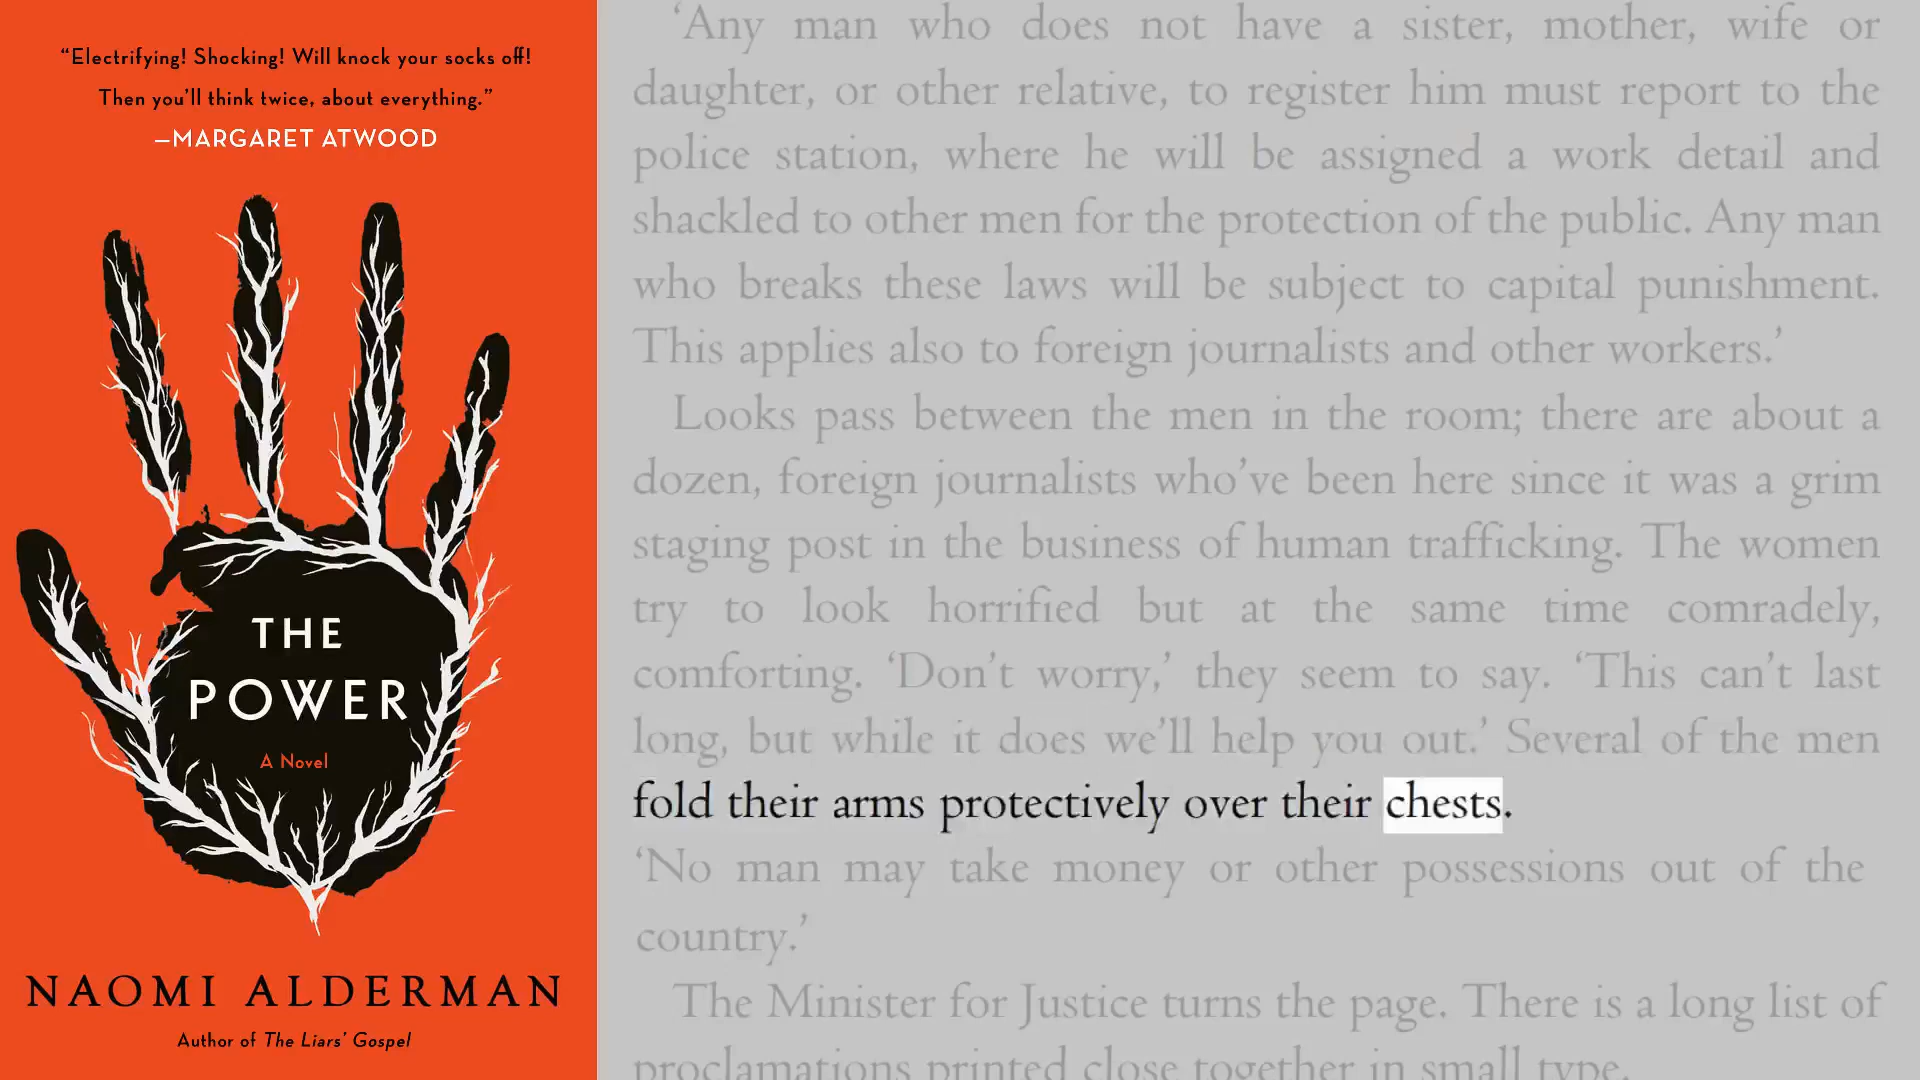 “Electrifying! Shocking! Will knock your socks off!
Then you’ll think twice, about everything.”
—MARGARET ATWOOD
THE
POWER
A Novel
NAOMI ALDERMAN
Author of The Liars’ Gospel
‘Any man who does not have a sister, mother, wife or
daughter, or other relative, to register him must report to the
police station, where he will be assigned a work detail and
shackled to other men for the protection of the public. Any man
who breaks these laws will be subject to capital punishment.
This applies also to foreign journalists and other workers.’
Looks pass between the men in the room; there are about a
dozen, foreign journalists who’ve been here since it was a grim
staging post in the business of human trafficking. The women
try to look horrified but at the same time comradely,
comforting. ‘Don’t worry,’ they seem to say. ‘This can’t last
long, but while it does we’ll help you out.’ Several of the men
fold their arms protectively over their chests.
‘No man may take money or other possessions out of the
country.’
The Minister for Justice turns the page. There is a long list of
proclamations printed close together in small type.